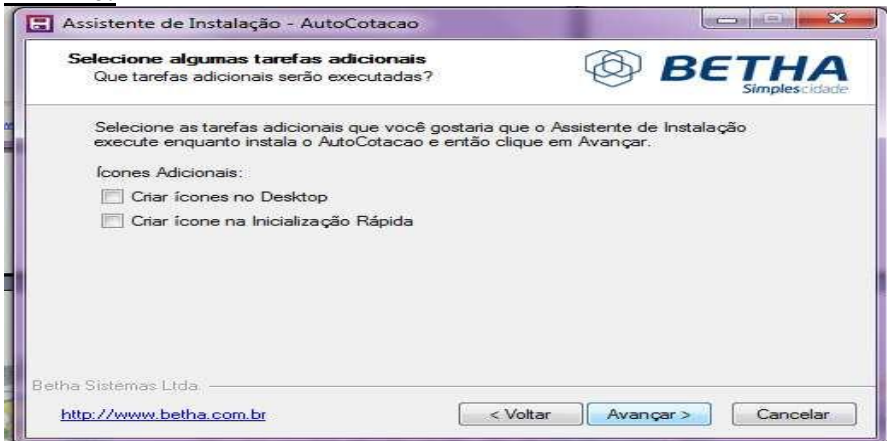 Assistente de Instalação - AutoCotacao
Selecione algumas tarefas adicionais
Que tarefas adicionais serão executadas?
BETHA
Simplescidade
Selecione as tarefas adicionais que você gostaria que o Assistente de Instalação
execute enquanto instala o AutoCotacao e então clique em Avançar.
Ícones Adicionais:
Criar ícones no Desktop
Criar ícone na Inicialização Rápida
Betha Sistemas Ltda.
http://www.betha.com.br
< Voltar
Avançar >
Cancelar